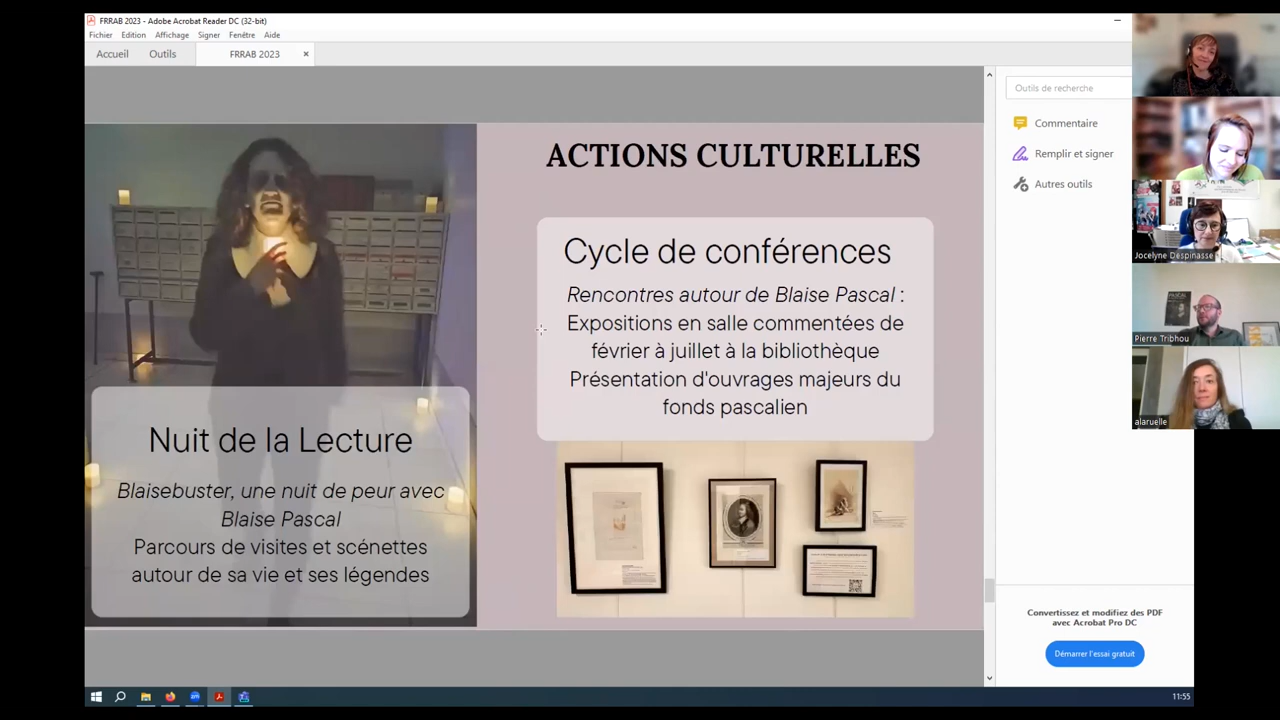 FRRAB 2023 - Adobe Acrobat Reader DC (32-bit)
Fichier Edition Affichage Signer Fenêtre Aide
Accueil Outils FRRAB 2023 ×
Outils de recherche
Commentaire
Remplir et signer
Autres outils
ACTIONS CULTURELLES
Cycle de conférences
Rencontres autour de Blaise Pascal :
Expositions en salle commentées de
février à juillet à la bibliothèque
Présentation d'ouvrages majeurs du
fonds pascalien
Nuit de la Lecture
Blaisebuster, une nuit de peur avec
Blaise Pascal
Parcours de visites et scénettes
autour de sa vie et ses légendes
Jocelyne Despinasse
PASCAL
Pierre Tribhou
alaruelle
Convertissez et modifiez des PDF
avec Acrobat Pro DC
Démarrer l'essai gratuit
zm
11:55